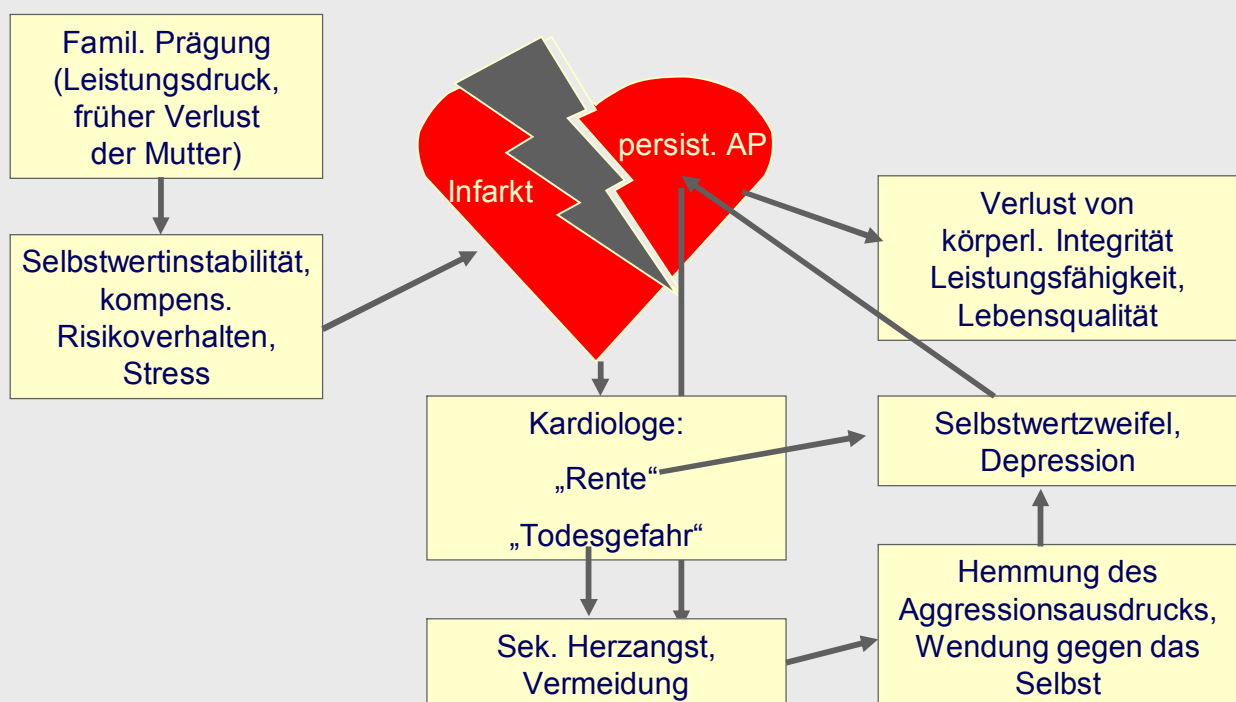 Famil. Prägung
(Leistungsdruck,
früher Verlust
der Mutter)
Selbstwertinstabilität,
kompens.
Risikoverhalten,
Stress
Infarkt
persist. AP
Verlust von
körperl. Integrität
Leistungsfähigkeit,
Lebensqualität
Kardiologe:
„Rente“
„Todesgefahr“
Selbstwertzweifel,
Depression
Sek. Herzangst,
Vermeidung
Hemmung des
Aggressionsausdrucks,
Wendung gegen das
Selbst